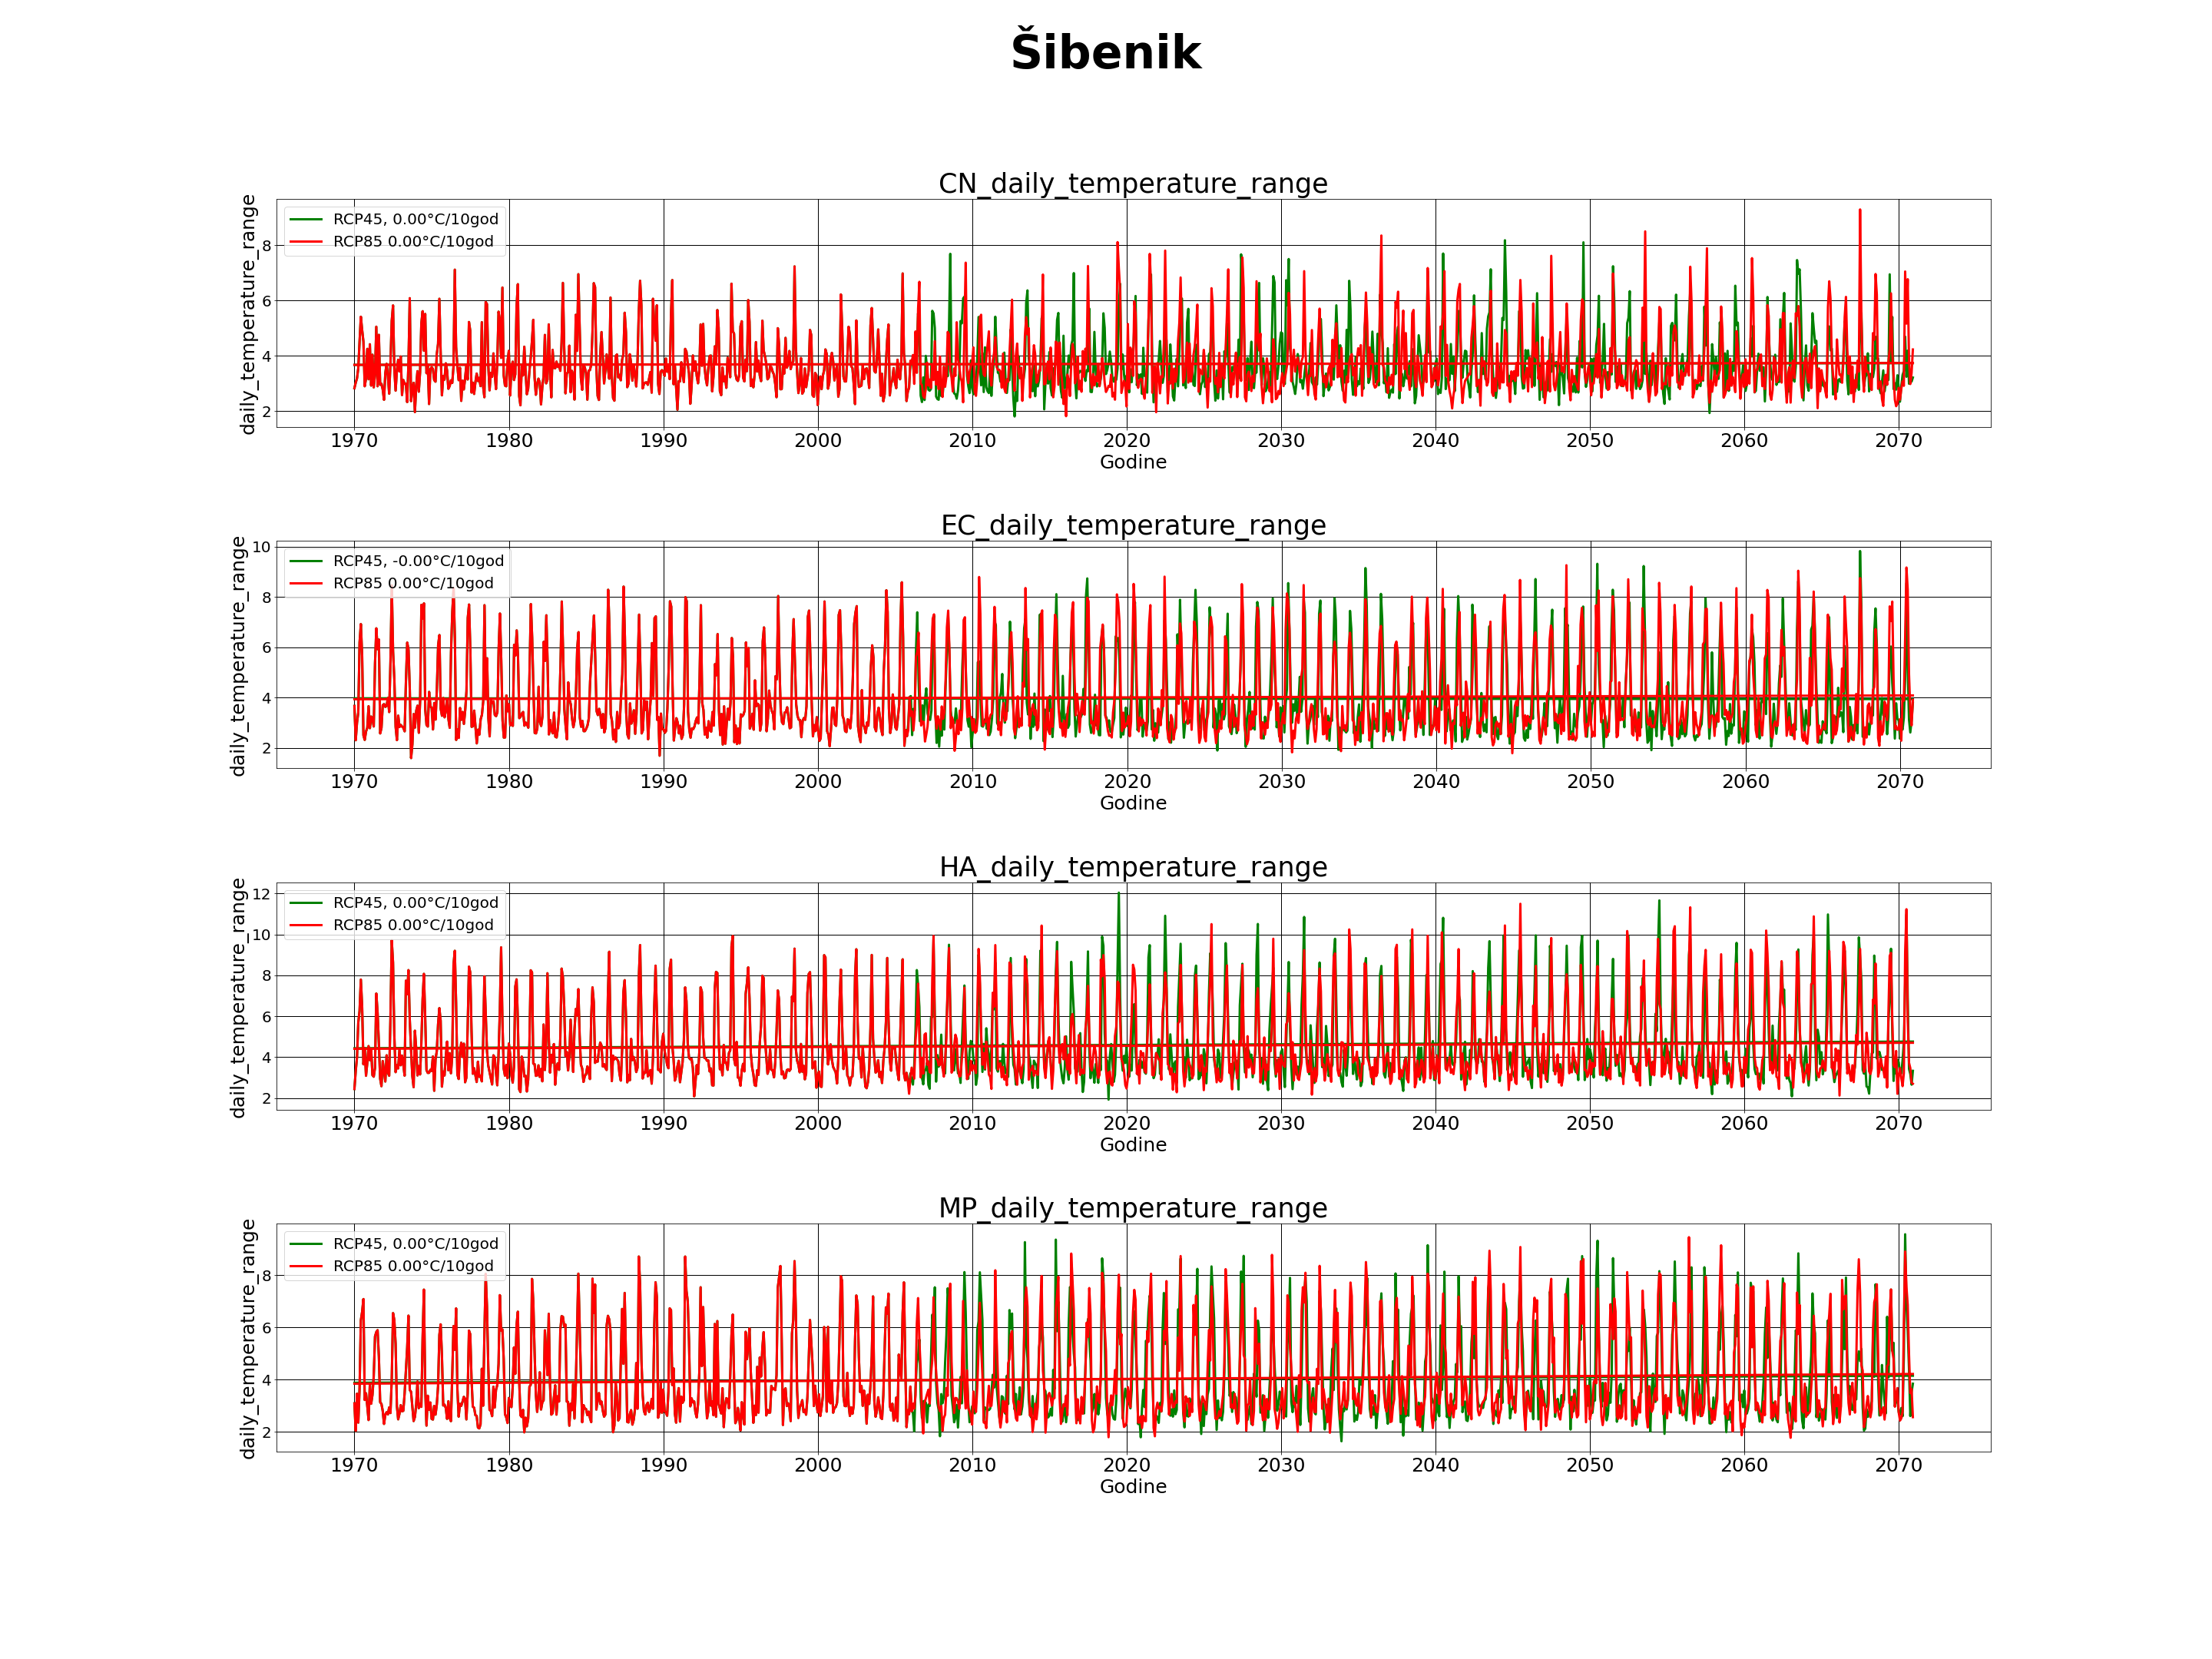 Šibenik
CN_daily_temperature_range
daily_temperature_range
RCP45, 0.00°C/10god
RCP85 0.00°C/10god
8
6
4
2
1970 1980 1990 2000 2010 2020 2030 2040 2050 2060 2070
Godine
EC_daily_temperature_range
daily_temperature_range
RCP45, -0.00°C/10god
RCP85 0.00°C/10god
10
8
6
4
2
1970 1980 1990 2000 2010 2020 2030 2040 2050 2060 2070
Godine
HA_daily_temperature_range
daily_temperature_range
RCP45, 0.00°C/10god
RCP85 0.00°C/10god
12
10
8
6
4
2
1970 1980 1990 2000 2010 2020 2030 2040 2050 2060 2070
Godine
MP_daily_temperature_range
daily_temperature_range
RCP45, 0.00°C/10god
RCP85 0.00°C/10god
8
6
4
2
1970 1980 1990 2000 2010 2020 2030 2040 2050 2060 2070
Godine